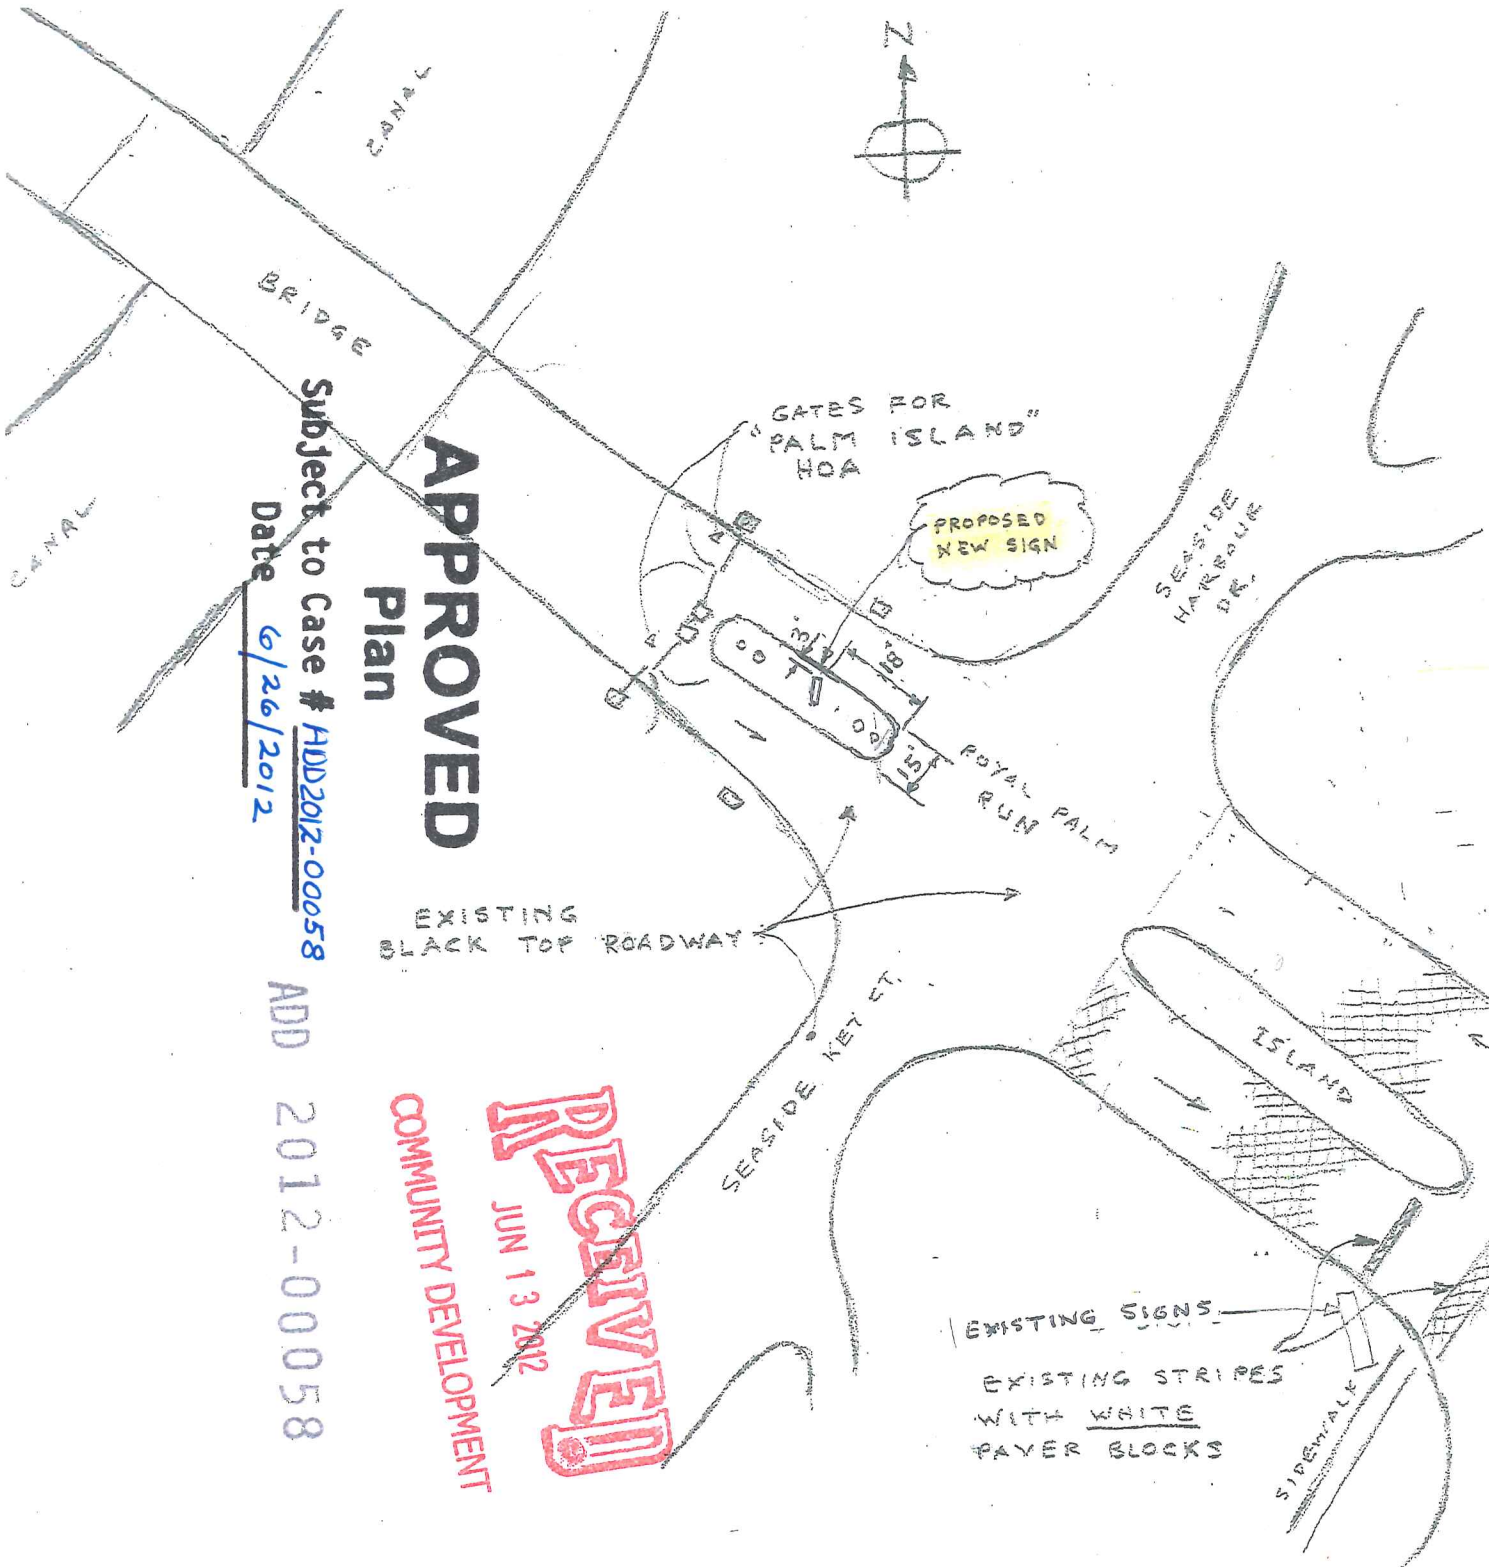 N
CANAL
BRIDGE
CANAL
GATES FOR
"PALM ISLAND"
HOA
PROPOSED
NEW SIGN
SEASIDE
HARBOUR
DR.
3'
18'
15'
ROYAL PALM
RUN
APPROVED
Plan
Subject to Case # ADD2012-00058
Date 6/26/2012
EXISTING
BLACK TOP ROADWAY
SEASIDE KEY CT.
ISLAND
ADD 2012-00058
RECEIVED
JUN 13 2012
COMMUNITY DEVELOPMENT
EXISTING SIGNS
EXISTING STRIPES
WITH WHITE
PAVER BLOCKS
SIDEWALK